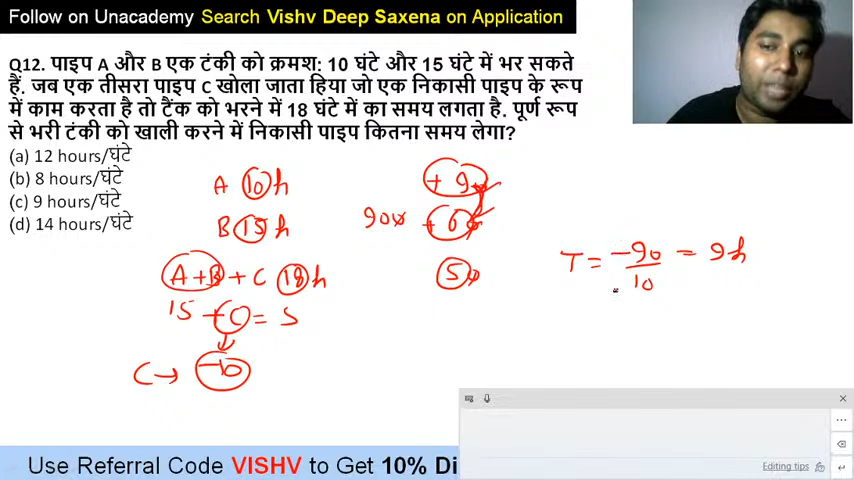 Follow on Unacademy Search Vishv Deep Saxena on Application
Q12. पाइप A और B एक टंकी को क्रमश: 10 घंटे और 15 घंटे में भर सकते
हैं. जब एक तीसरा पाइप C खोला जाता हिया जो एक निकासी पाइप के रूप
में काम करता है तो टैंक को भरने में 18 घंटे में का समय लगता है. पूर्ण रूप
से भरी टंकी को खाली करने में निकासी पाइप कितना समय लेगा?
(a) 12 hours/घंटे
(b) 8 hours/घंटे
(c) 9 hours/घंटे
(d) 14 hours/घंटे
A 10 h
B 15 h
A+B + C 18 h
15 + C = 5
C → -10
+ 9
90
+ 6
5
T = -90/10 = 9h
Editing tips
Use Referral Code VISHV to Get 10% Di